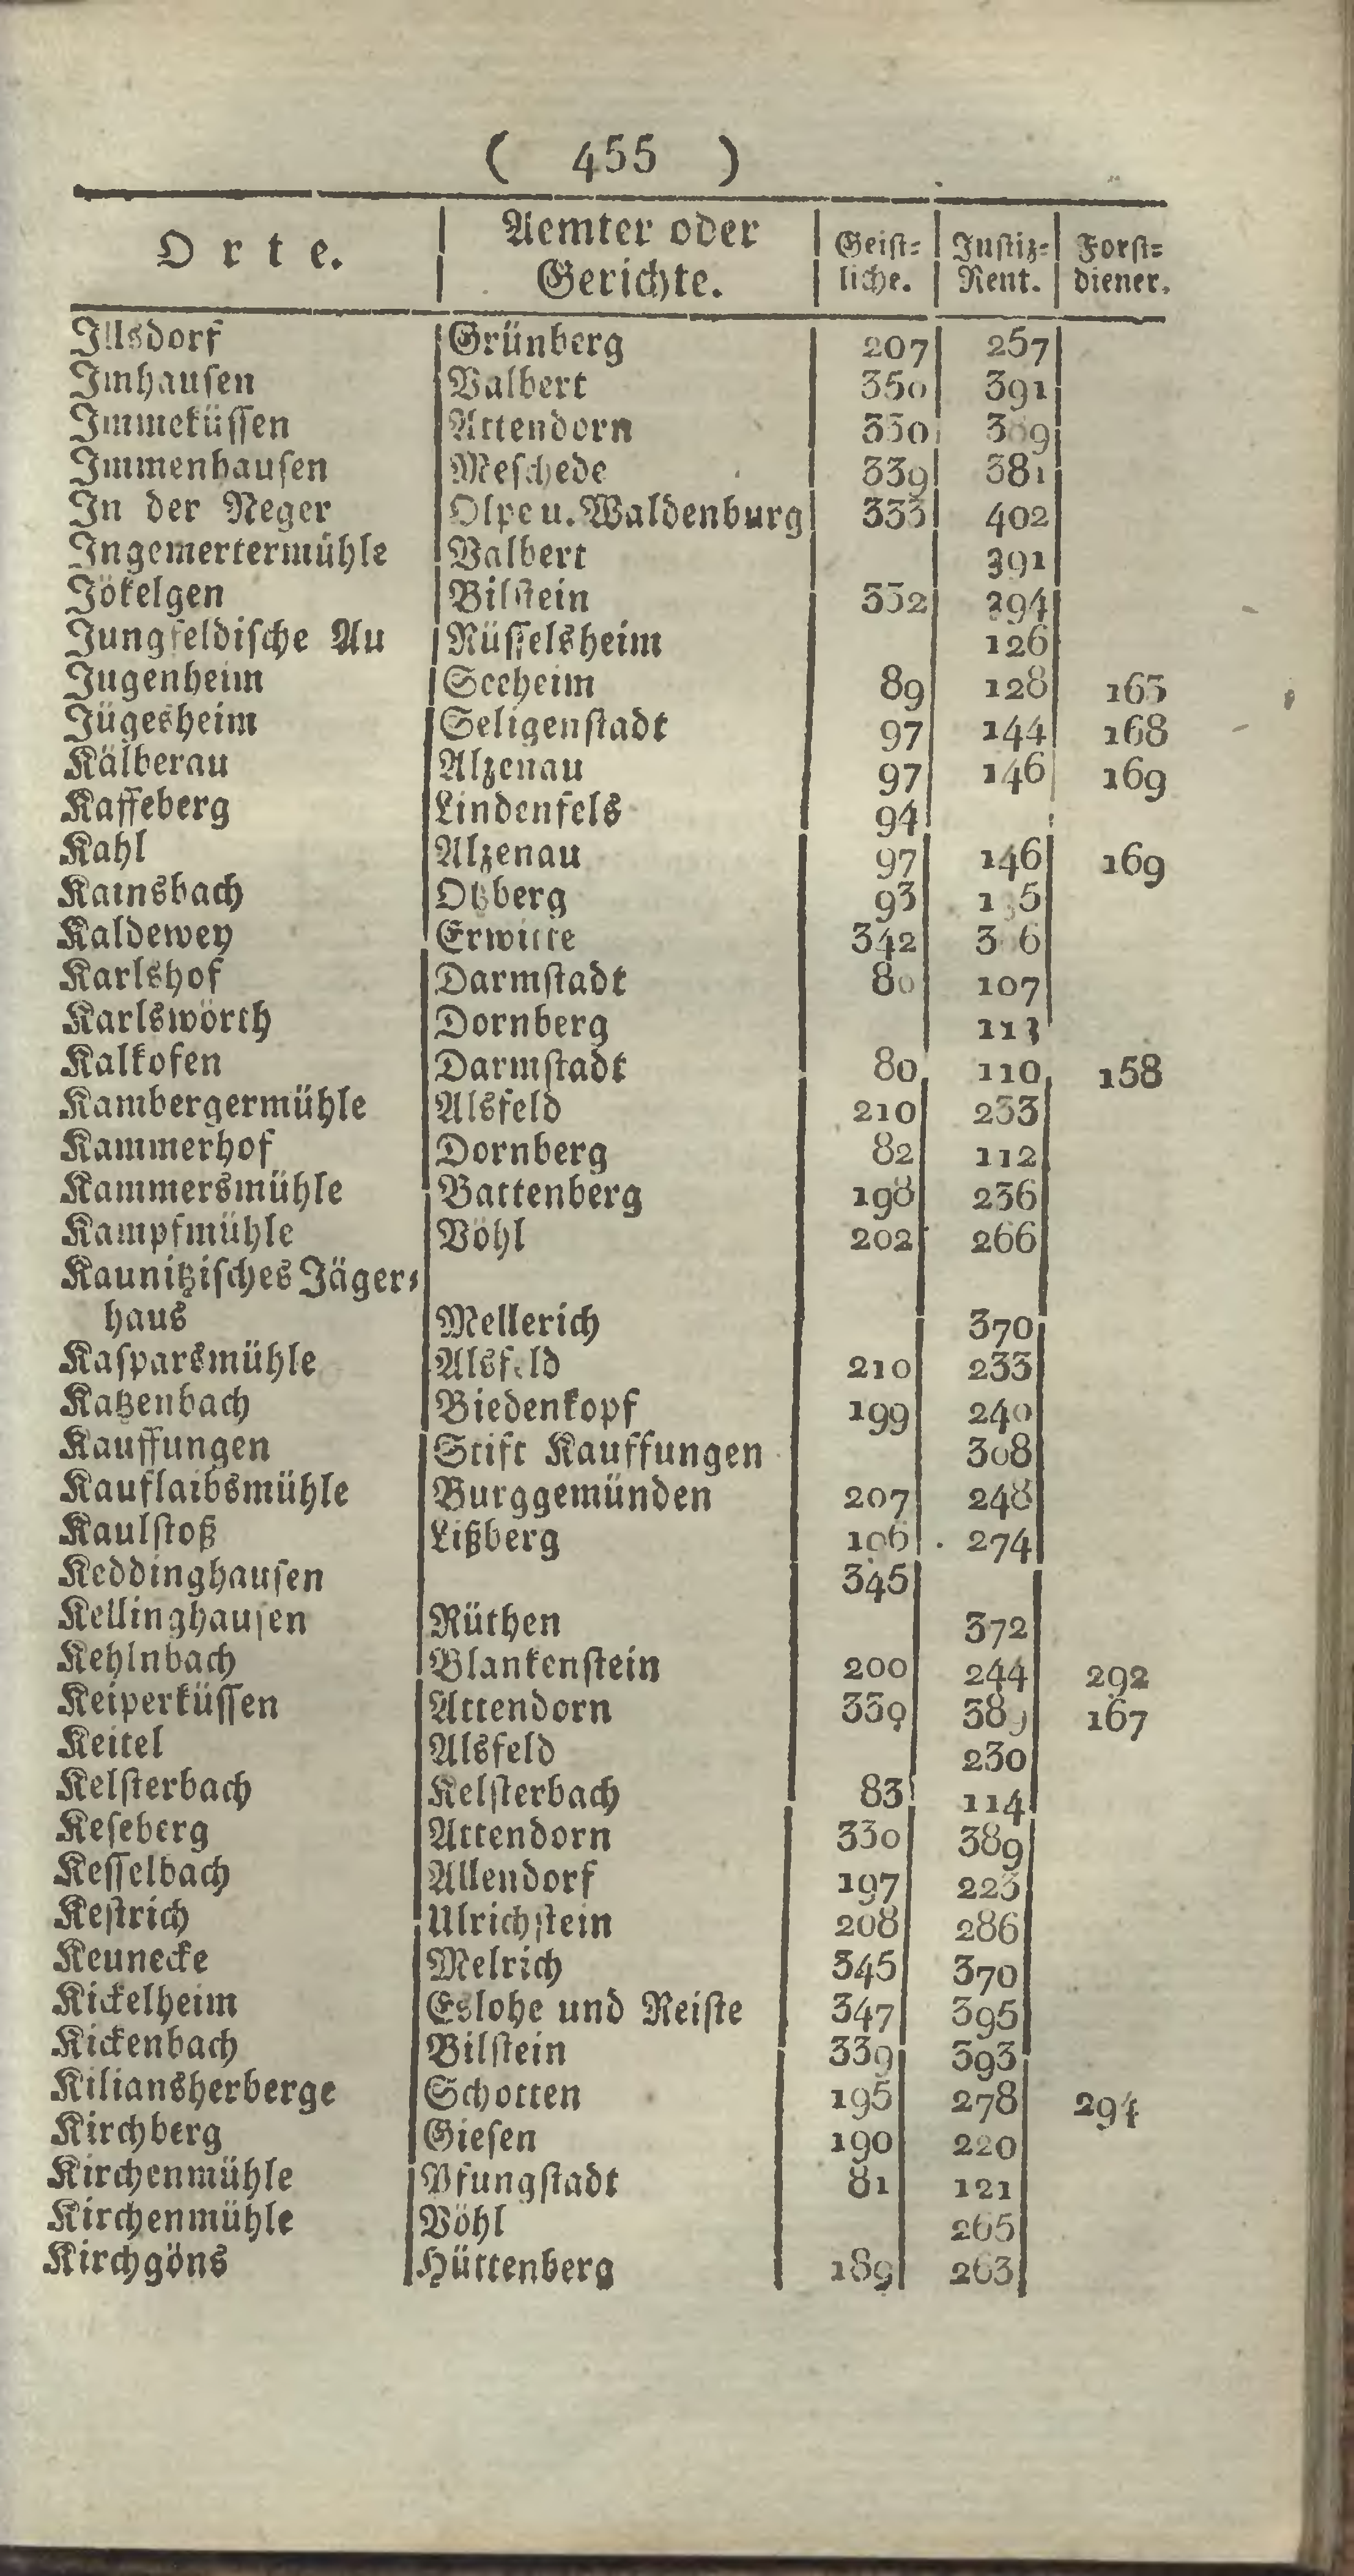 ( 455 )
Orte. Aemter oder Gerichte. Geist= liche. Justiz= Rent. Forst= diener.
Illsdorf Grünberg 207 257
Imhausen Valbert 350 391
Immeküssen Attendorn 330 389
Immenhausen Meschede 339 381
In der Neger Olpe u. Waldenburg 333 402
Ingemertermühle Valbert 391
Jökelgen Bilstein 332 294
Jungfeldische Au Rüsselsheim 126
Jugenheim Seeheim 89 128 165
Jügesheim Seligenstadt 97 144 168
Kälberau Alzenau 97 146 169
Kaffeberg Lindenfels 94
Kahl Alzenau 97 146 169
Kainsbach Otzberg 93 135
Kaldewey Erwitte 342
Karlshof Darmstadt 80 107
Karlswörth Dornberg 113
Kalkofen Darmstadt 80 110 158
Kambergermühle Alsfeld 210 233
Kammerhof Dornberg 82 112
Kammersmühle Battenberg 198 236
Kampfmühle Vöhl 202 266
Kaunitzisches Jäger=
haus Mellerich 370
Kasparsmühle Alsfeld 210 233
Katzenbach Biedenkopf 199 240
Kauffungen Stift Kauffungen 308
Kauflaibsmühle Burggemünden 207 248
Kaulstoß Lißberg 196 274
Keddinghausen 345
Kellinghausen Rüthen 372
Kehlnbach Blankenstein 200 244 292
Keiperküssen Attendorn 339 389 167
Keitel Alsfeld 230
Kelsterbach Kelsterbach 83 114
Keseberg Attendorn 330 389
Kesselbach Allendorf 197 223
Kestrich Ulrichstein 208 286
Keunecke Melrich 345 370
Kickelheim Eslohe und Reiste 347 395
Kickenbach Bilstein 339 393
Kiliansherberge Schotten 195 278 294
Kirchberg Giesen 190 220
Kirchenmühle Pfungstadt 81 121
Kirchenmühle Vöhl 265
Kirchgöns Hüttenberg 189 263